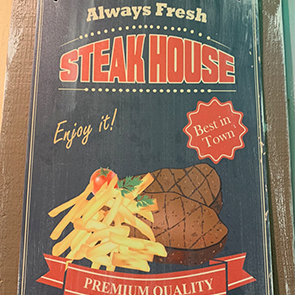 Always Fresh
STEAK HOUSE
Enjoy it!
Best in
Town
PREMIUM QUALITY